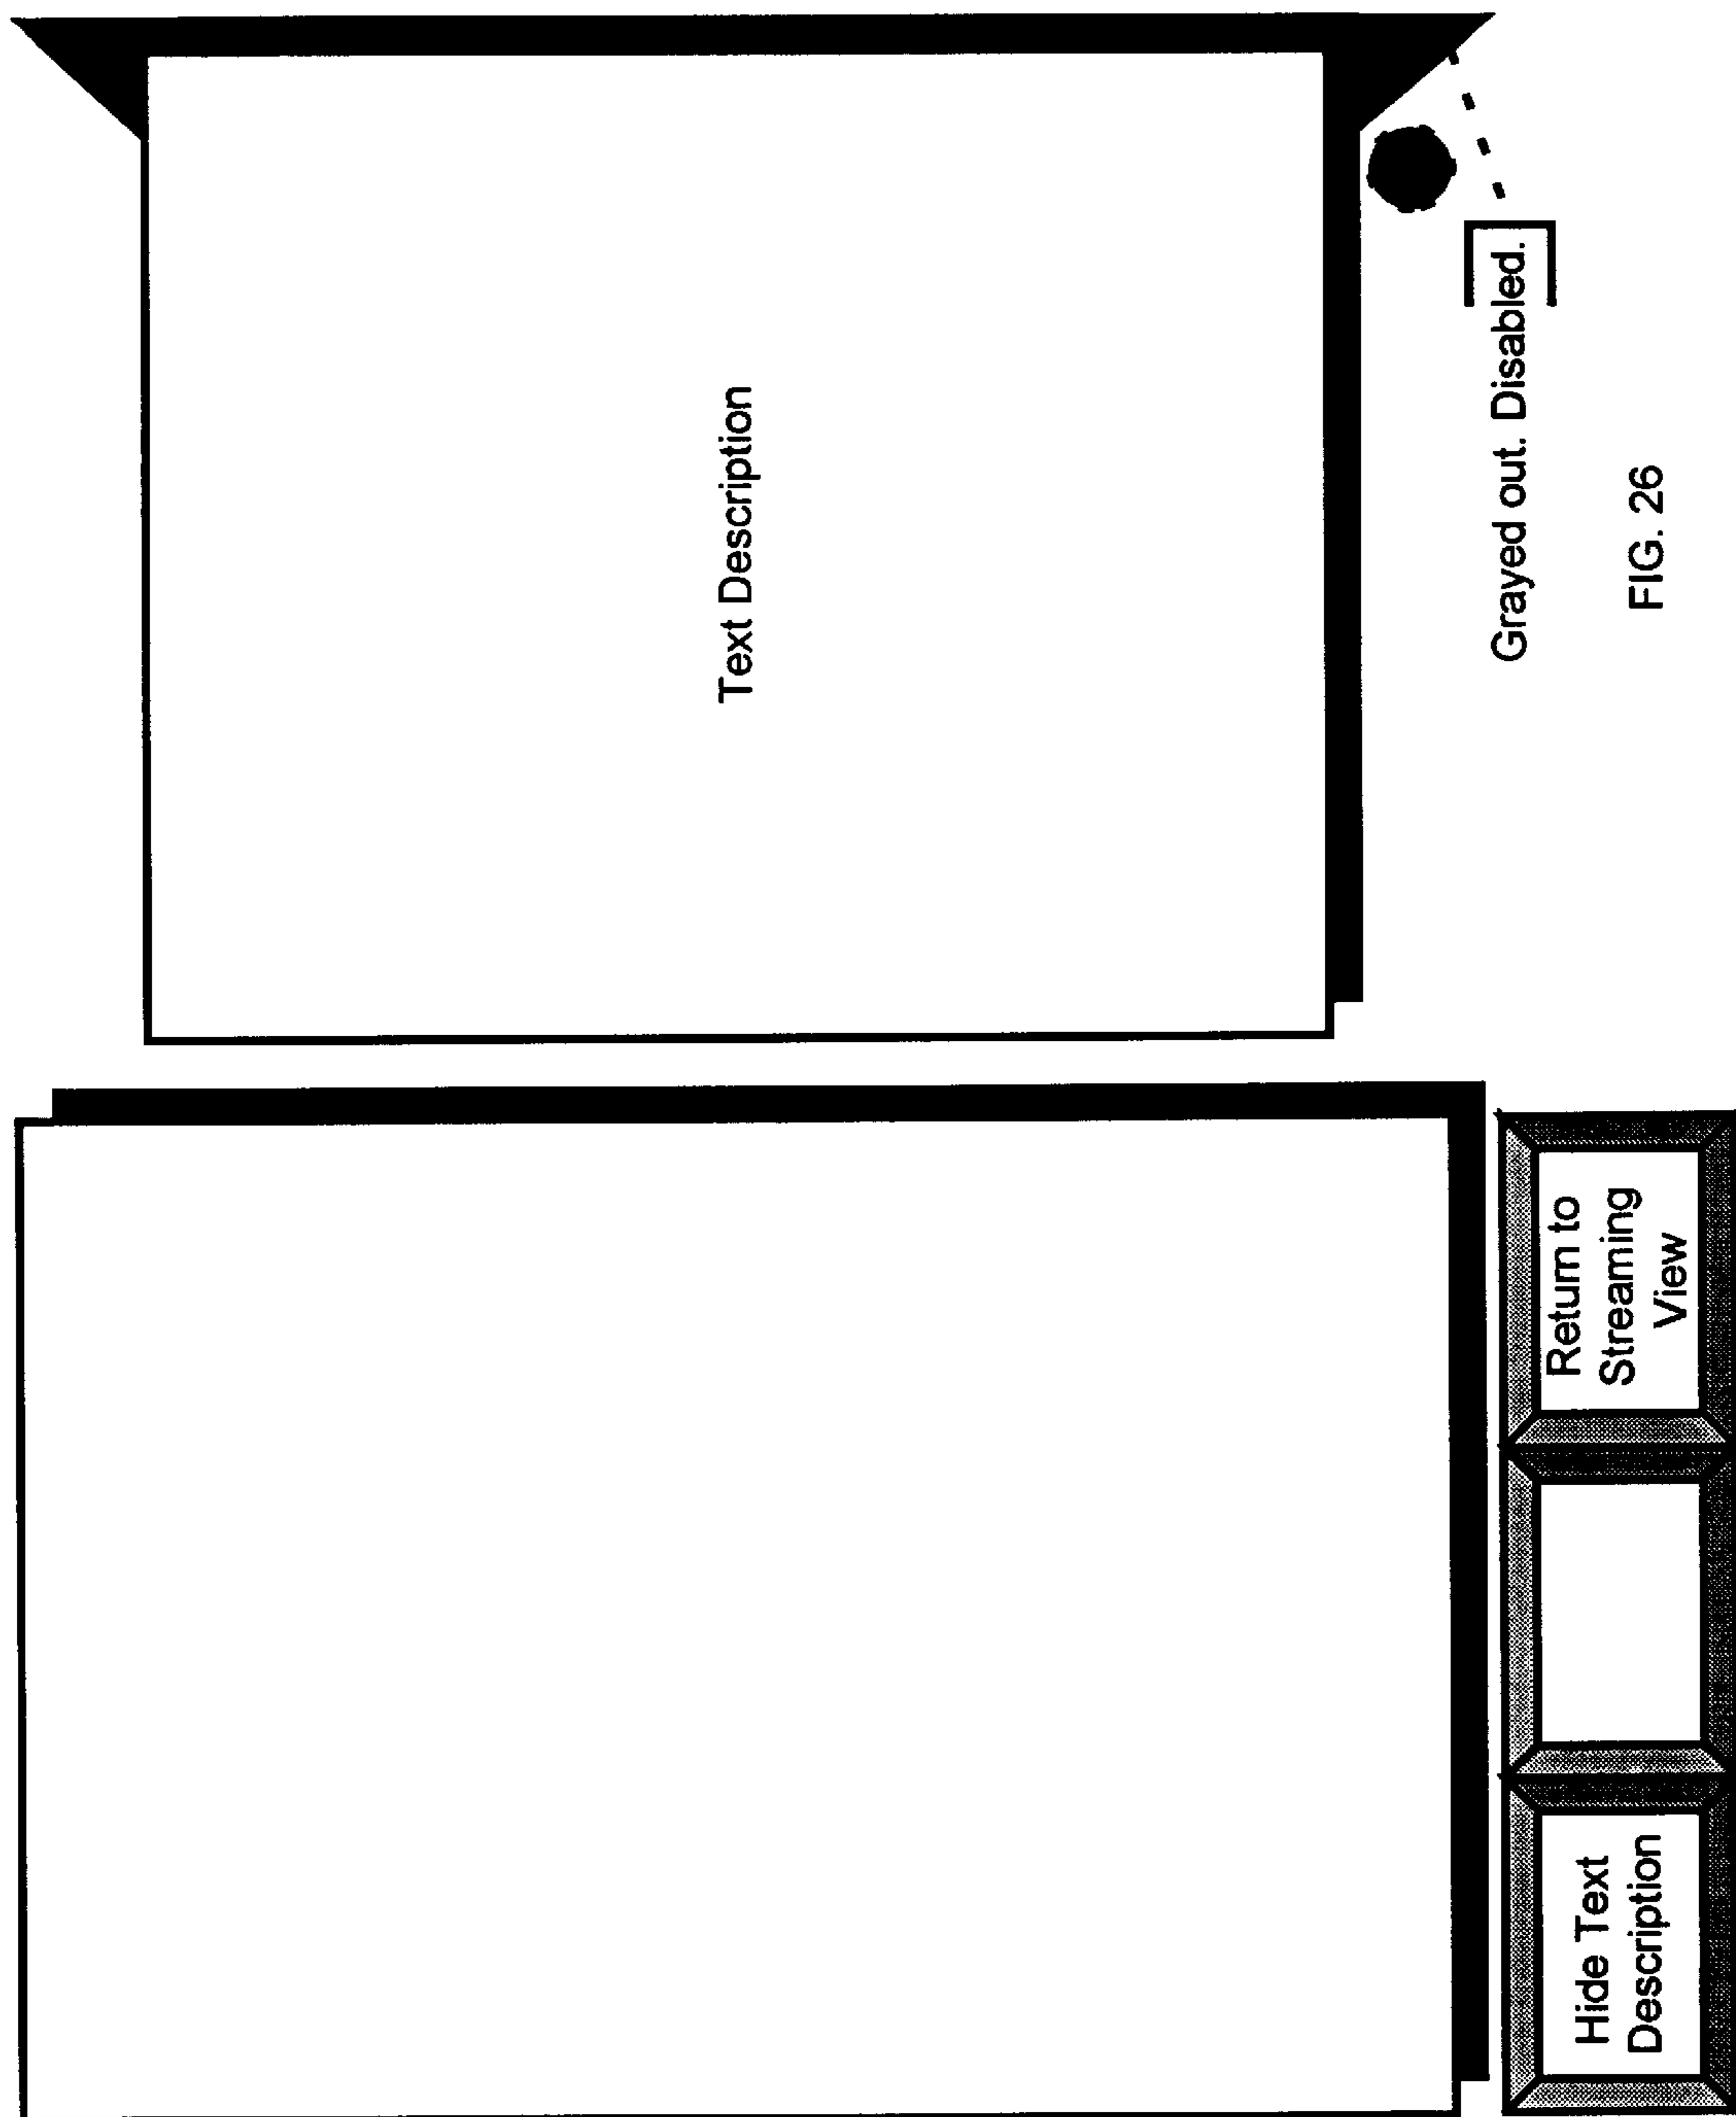 Text Description
Hide Text
Description
Return to
Streaming
View
Grayed out. Disabled.
FIG. 26